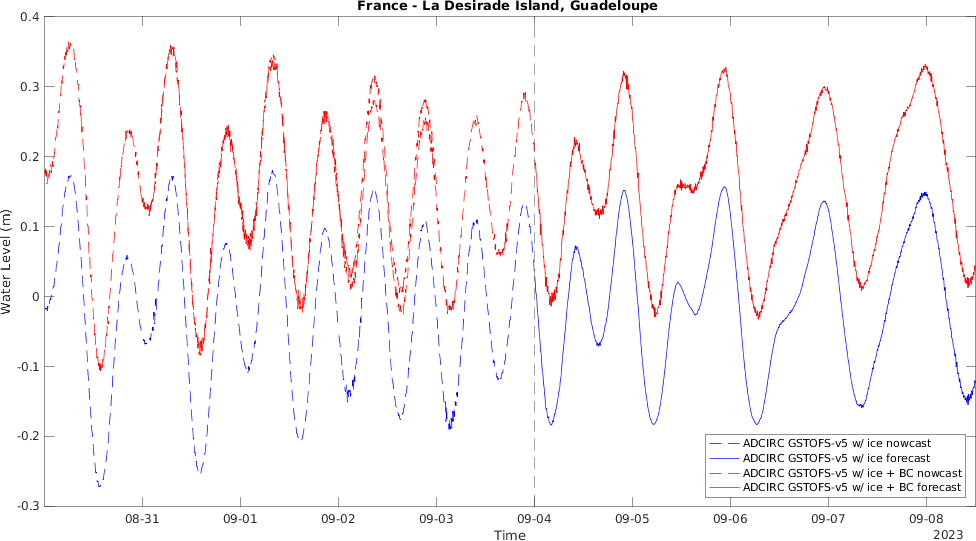 France - La Desirade Island, Guadeloupe
0.4
0.3
0.2
0.1
0
-0.1
-0.2
-0.3
Water Level (m)
08-31
09-01
09-02
09-03
09-04
09-05
09-06
09-07
09-08
Time
2023
ADCIRC GSTOFS-v5 w/ ice nowcast
ADCIRC GSTOFS-v5 w/ ice forecast
ADCIRC GSTOFS-v5 w/ ice + BC nowcast
ADCIRC GSTOFS-v5 w/ ice + BC forecast